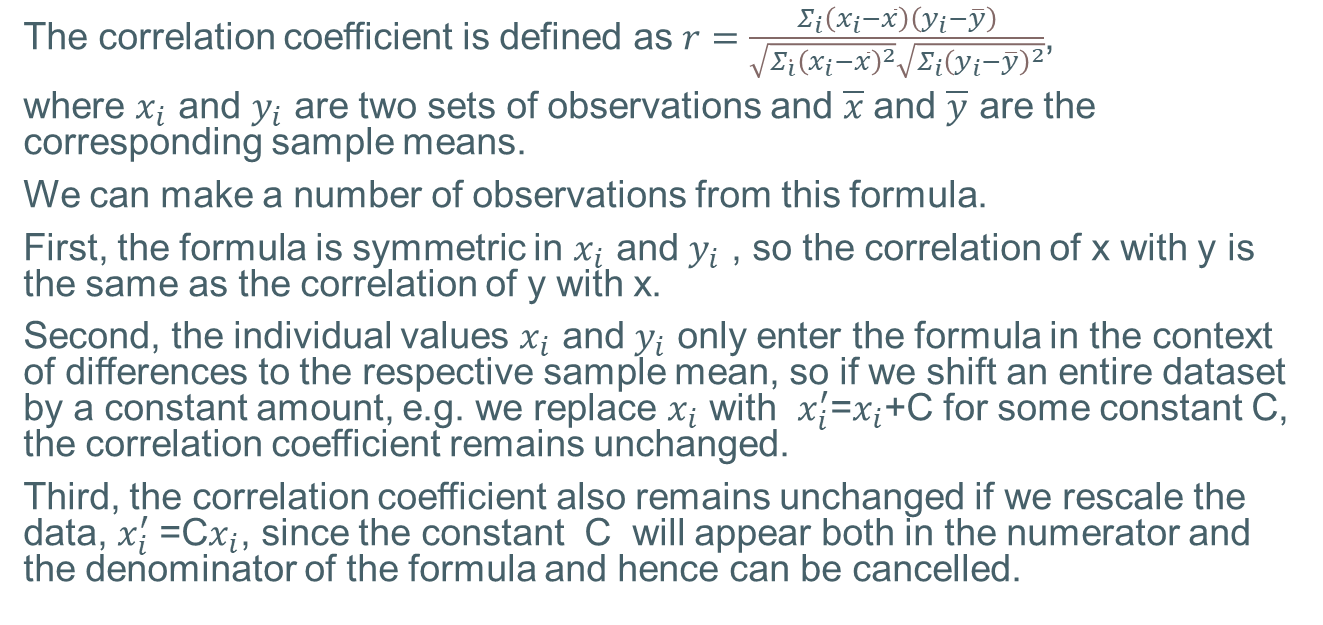 The correlation coefficient is defined as r = Σᵢ(xᵢ−x)(yᵢ−ȳ) / √Σᵢ(xᵢ−x)²√Σᵢ(yᵢ−ȳ)²,
where xᵢ and yᵢ are two sets of observations and x̄ and ȳ are the
corresponding sample means.
We can make a number of observations from this formula.
First, the formula is symmetric in xᵢ and yᵢ , so the correlation of x with y is
the same as the correlation of y with x.
Second, the individual values xᵢ and yᵢ only enter the formula in the context
of differences to the respective sample mean, so if we shift an entire dataset
by a constant amount, e.g. we replace xᵢ with xᵢ′=xᵢ+C for some constant C,
the correlation coefficient remains unchanged.
Third, the correlation coefficient also remains unchanged if we rescale the
data, xᵢ′ =Cxᵢ, since the constant C will appear both in the numerator and
the denominator of the formula and hence can be cancelled.